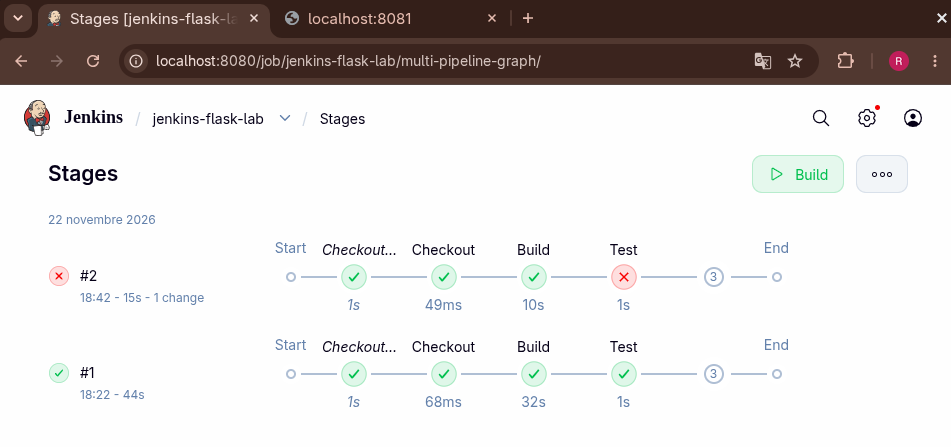 Stages [jenkins-flask-la
localhost:8081
localhost:8080/job/jenkins-flask-lab/multi-pipeline-graph/
R
Jenkins / jenkins-flask-lab / Stages
Stages
Build
22 novembre 2026
Start Checkout... Checkout Build Test End
#2
3
18:42 - 15s - 1 change
1s 49ms 10s 1s
Start Checkout... Checkout Build Test End
#1
3
18:22 - 44s
1s 68ms 32s 1s